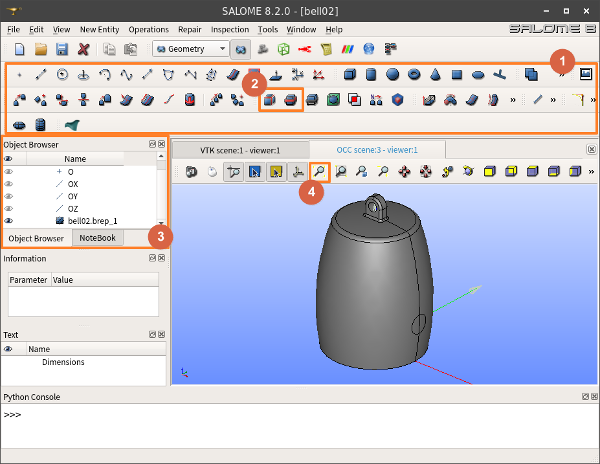 SALOME 8.2.0 - [bell02]
File Edit View New Entity Operations Repair Inspection Tools Window Help
SALOME 8
Geometry
1
»
2
» » »
Object Browser
Name
O
OX
OY
OZ
bell02.brep_1
Object Browser NoteBook
3
VTK scene:1 - viewer:1 OCC scene:3 - viewer:1
4
Information
Parameter Value
Text
Name
Dimensions
Python Console
>>>